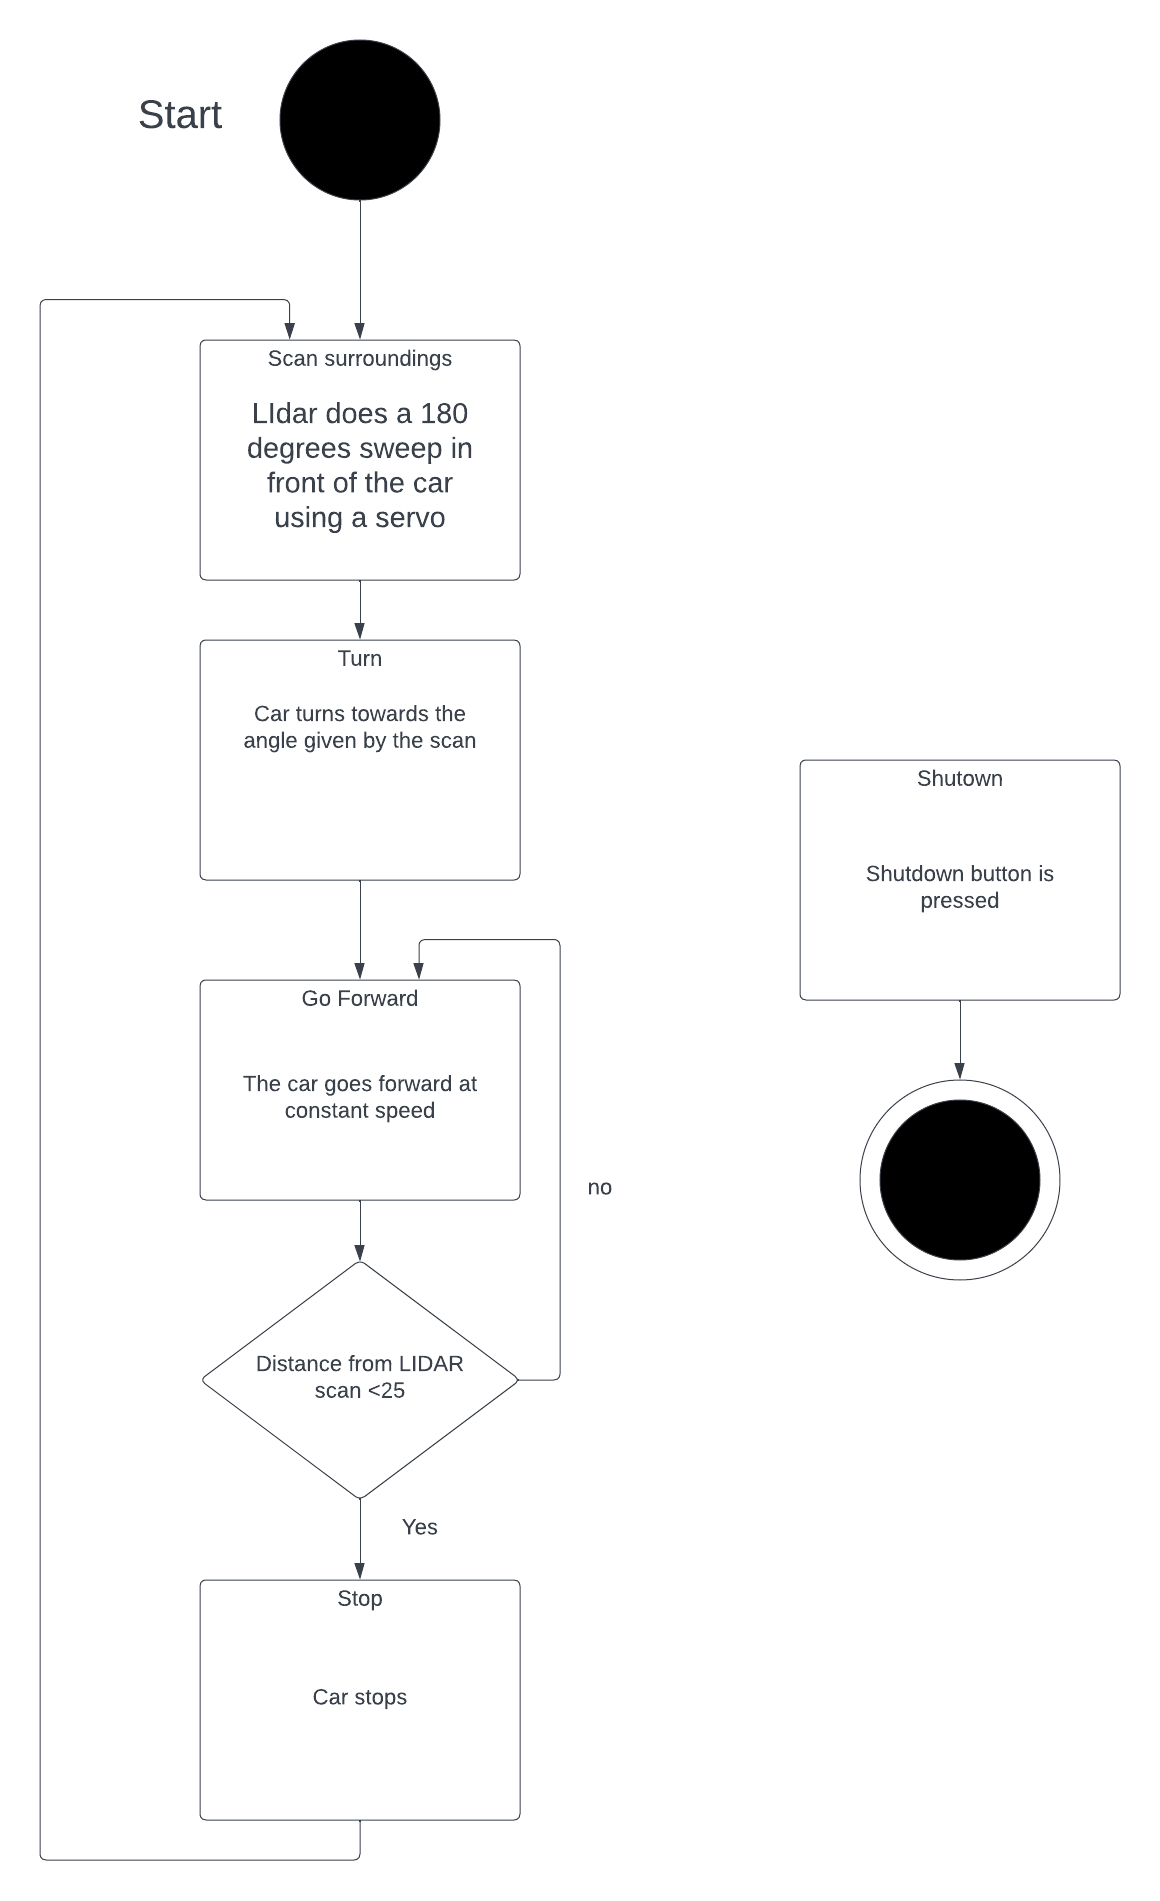 Start
Scan surroundings
LIdar does a 180
degrees sweep in
front of the car
using a servo
Turn
Car turns towards the
angle given by the scan
Go Forward
The car goes forward at
constant speed
no
Distance from LIDAR
scan <25
Yes
Stop
Car stops
Shutown
Shutdown button is
pressed